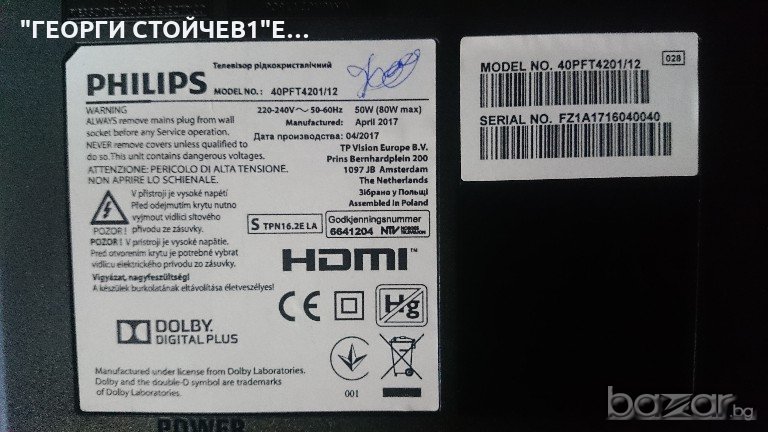 "ГЕОРГИ СТОЙЧЕВ1"Е...
Телевізор рідкокристалічний
PHILIPS
MODEL NO.: 40PFT4201/12
WARNING
ALWAYS remove mains plug from wall
socket before any Service operation.
NEVER remove covers unless qualified to
do so. This unit contains dangerous voltages.
220-240V ~ 50-60Hz 50W (80W max)
Manufactured: April 2017
Дата производства: 04/2017
TP Vision Europe B.V.
Prins Bernhardplein 200
1097 JB Amsterdam
The Netherlands
Зібрана у Польщі
Assembled in Poland
ATTENZIONE: PERICOLO DI ALTA TENSIONE.
NON APRIRE LO SCHIENALE.
V přístroji je vysoké napětí
Před odejmutím krytu nutno
vyjmout vidlici síťového
POZOR ! přívodu ze zásuvky.
POZOR ! V prístroji je vysoké napätie.
Pred otvorením krytu je potrebné vybrať
vidlicu elektrického prívodu zo zásuvky.
Vigyázat, nagyfeszültség!
A készülék burkolatának eltávolítása életveszélyes!
S TPN16.2E LA
Godkjenningsnummer
6641204 NTV
HDMI™
CE
Hg
DOLBY.
DIGITAL PLUS
Manufactured under license from Dolby Laboratories.
Dolby and the double-D symbol are trademarks
of Dolby Laboratories.
001
POWER
MODEL NO. 40PFT4201/12
028
SERIAL NO. FZ1A1716040040
bazar.bg